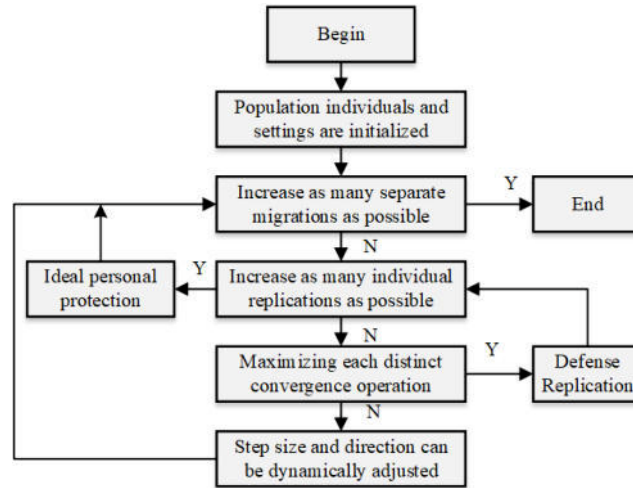 Begin
Population individuals and
settings are initialized
Increase as many separate
migrations as possible
Y
End
N
Ideal personal
protection
Y
Increase as many individual
replications as possible
N
Maximizing each distinct
convergence operation
Y
Defense
Replication
N
Step size and direction can
be dynamically adjusted